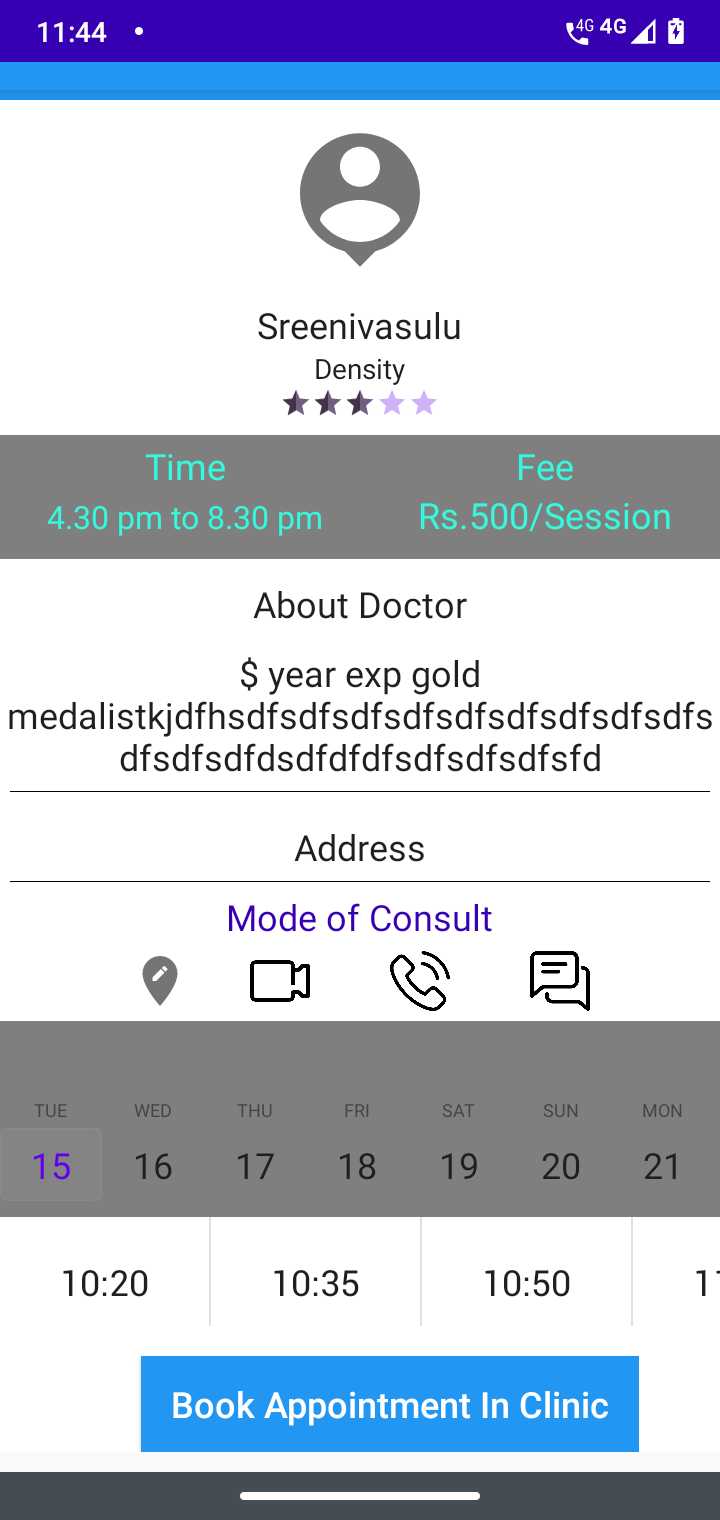 11:44
4G 4G
Sreenivasulu
Density
Time Fee
4.30 pm to 8.30 pm Rs.500/Session
About Doctor
$ year exp gold
medalistkjdfhsdfsdfsdfsdfsdfsdfsdfsdfsdfs
dfsdfsdfdsdfdfdfsdfsdfsdfsfd
Address
Mode of Consult
TUE WED THU FRI SAT SUN MON
15 16 17 18 19 20 21
10:20 10:35 10:50
Book Appointment In Clinic